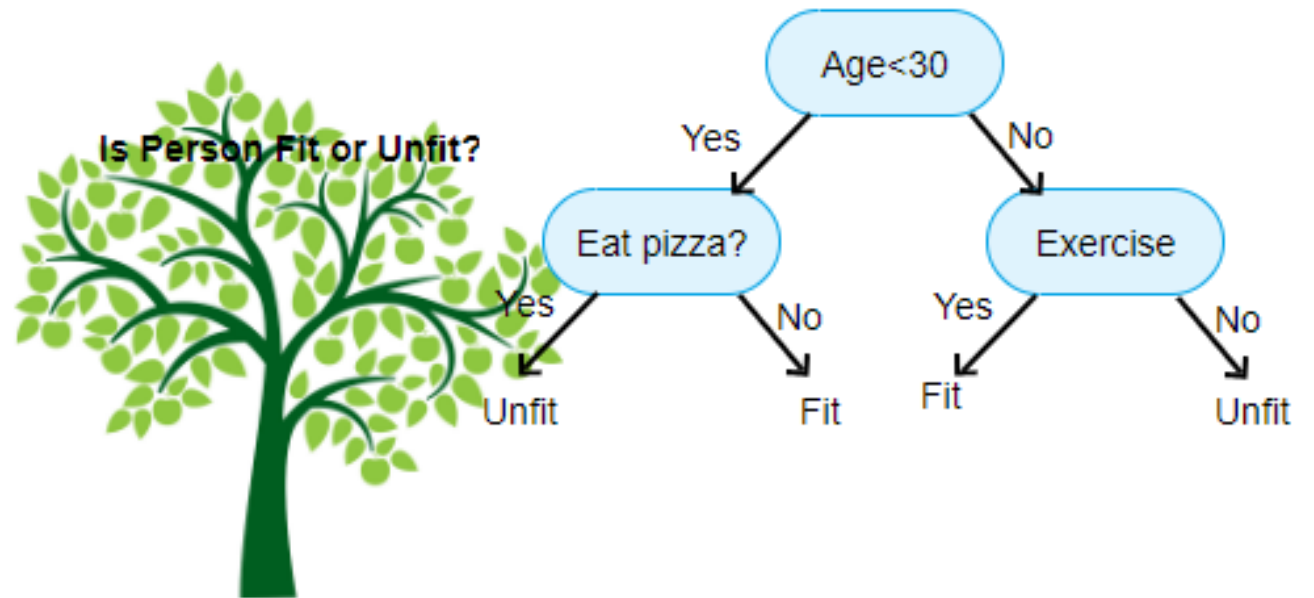 Age<30
Is Person Fit or Unfit?
Yes
No
Eat pizza?
Exercise
Yes
No
Yes
No
Unfit
Fit
Fit
Unfit